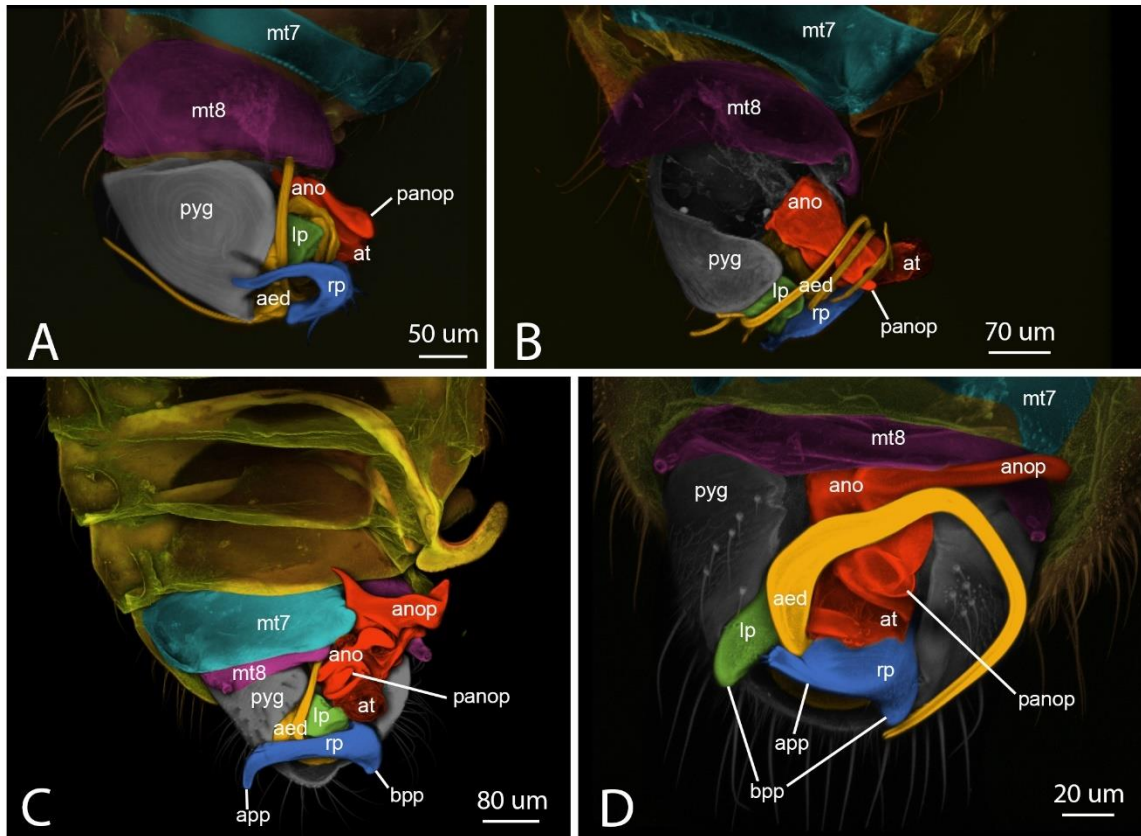 mt7
mt8
ano
panop
pyg
lp
at
rp
aed
A
50 um
mt7
mt8
ano
pyg
at
lp
aed
rp
panop
B
70 um
mt7
anop
mt8
ano
pyg
panop
at
lp
aed
rp
app
bpp
C
80 um
mt7
mt8
anop
pyg
ano
aed
at
lp
rp
panop
app
bpp
D
20 um